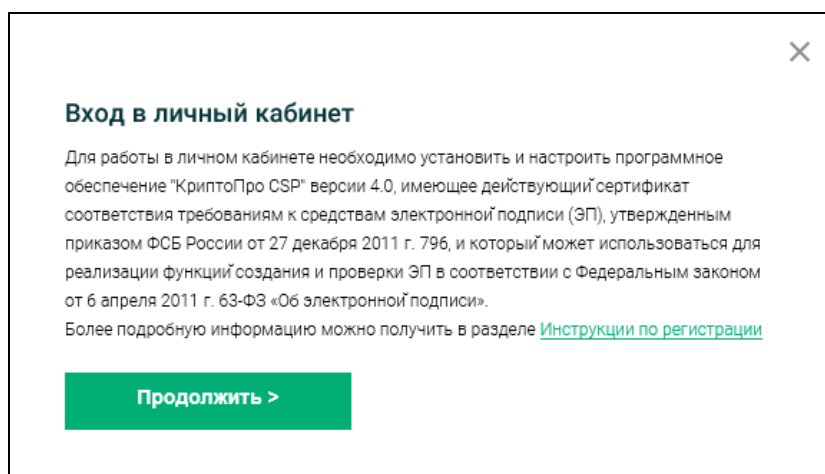 Вход в личный кабинет
Для работы в личном кабинете необходимо установить и настроить программное
обеспечение "КриптоПро CSP" версии 4.0, имеющее действующий сертификат
соответствия требованиям к средствам электронной подписи (ЭП), утвержденным
приказом ФСБ России от 27 декабря 2011 г. 796, и который может использоваться для
реализации функций создания и проверки ЭП в соответствии с Федеральным законом
от 6 апреля 2011 г. 63-ФЗ «Об электронной подписи».
Более подробную информацию можно получить в разделе Инструкции по регистрации
Продолжить >